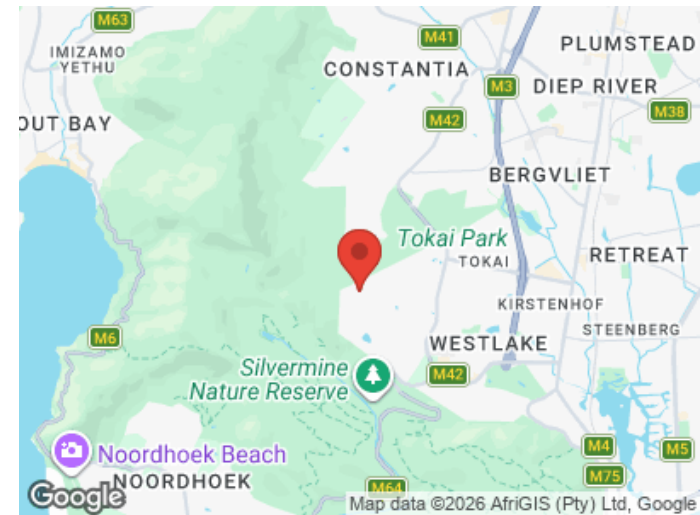 M63
M41
IMIZAMO
YETHU
PLUMSTEAD
CONSTANTIA
M3
DIEP RIVER
M38
OUT BAY
M42
BERGVLIET
Tokai Park
TOKAI
RETREAT
KIRSTENHOF
STEENBERG
M6
WESTLAKE
Silvermine
Nature Reserve
M42
Noordhoek Beach
NOORDHOEK
M4
M5
M75
M64
Google
Map data ©2026 AfriGIS (Pty) Ltd, Google